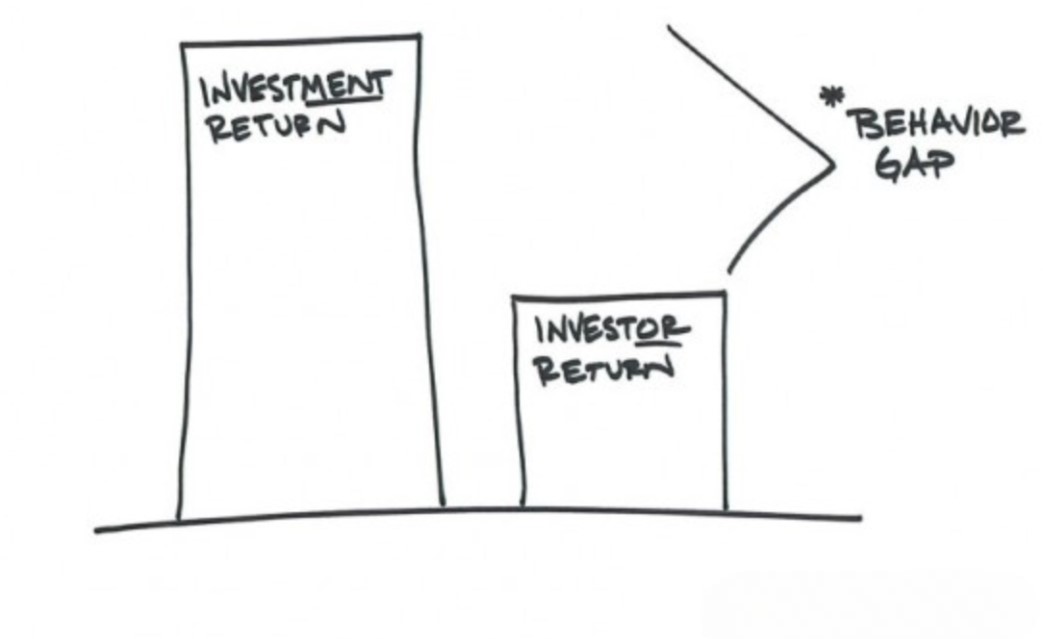 INVESTMENT
RETURN
* BEHAVIOR
GAP
INVESTOR
RETURN